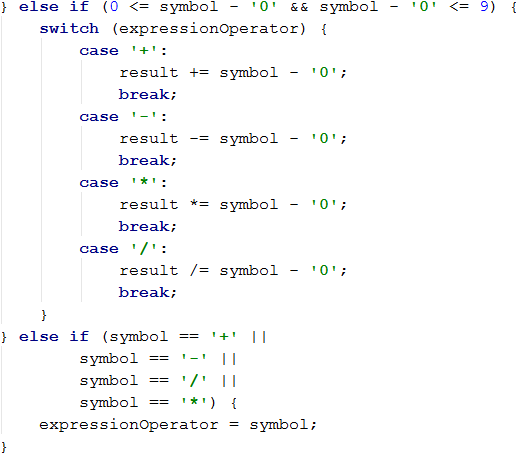 } else if (0 <= symbol - '0' && symbol - '0' <= 9) {
    switch (expressionOperator) {
        case '+':
            result += symbol - '0';
            break;
        case '-':
            result -= symbol - '0';
            break;
        case '*':
            result *= symbol - '0';
            break;
        case '/':
            result /= symbol - '0';
            break;
    }
} else if (symbol == '+' ||
        symbol == '-' ||
        symbol == '/' ||
        symbol == '*') {
    expressionOperator = symbol;
}